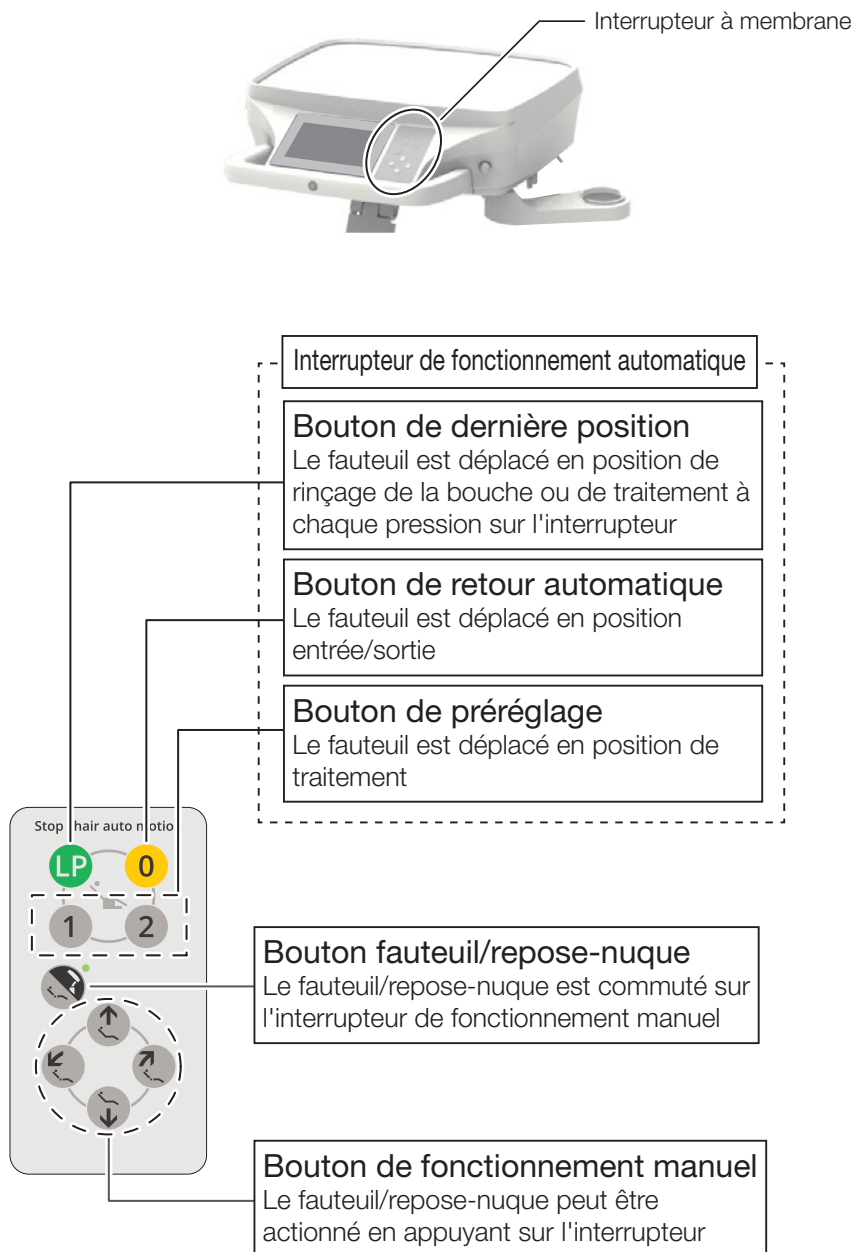 Interrupteur à membrane
Interrupteur de fonctionnement automatique
Bouton de dernière position
Le fauteuil est déplacé en position de
rinçage de la bouche ou de traitement à
chaque pression sur l'interrupteur
Bouton de retour automatique
Le fauteuil est déplacé en position
entrée/sortie
Bouton de préréglage
Le fauteuil est déplacé en position de
traitement
Stop chair auto motion
LP 0
1 2
Bouton fauteuil/repose-nuque
Le fauteuil/repose-nuque est commuté sur
l'interrupteur de fonctionnement manuel
Bouton de fonctionnement manuel
Le fauteuil/repose-nuque peut être
actionné en appuyant sur l'interrupteur